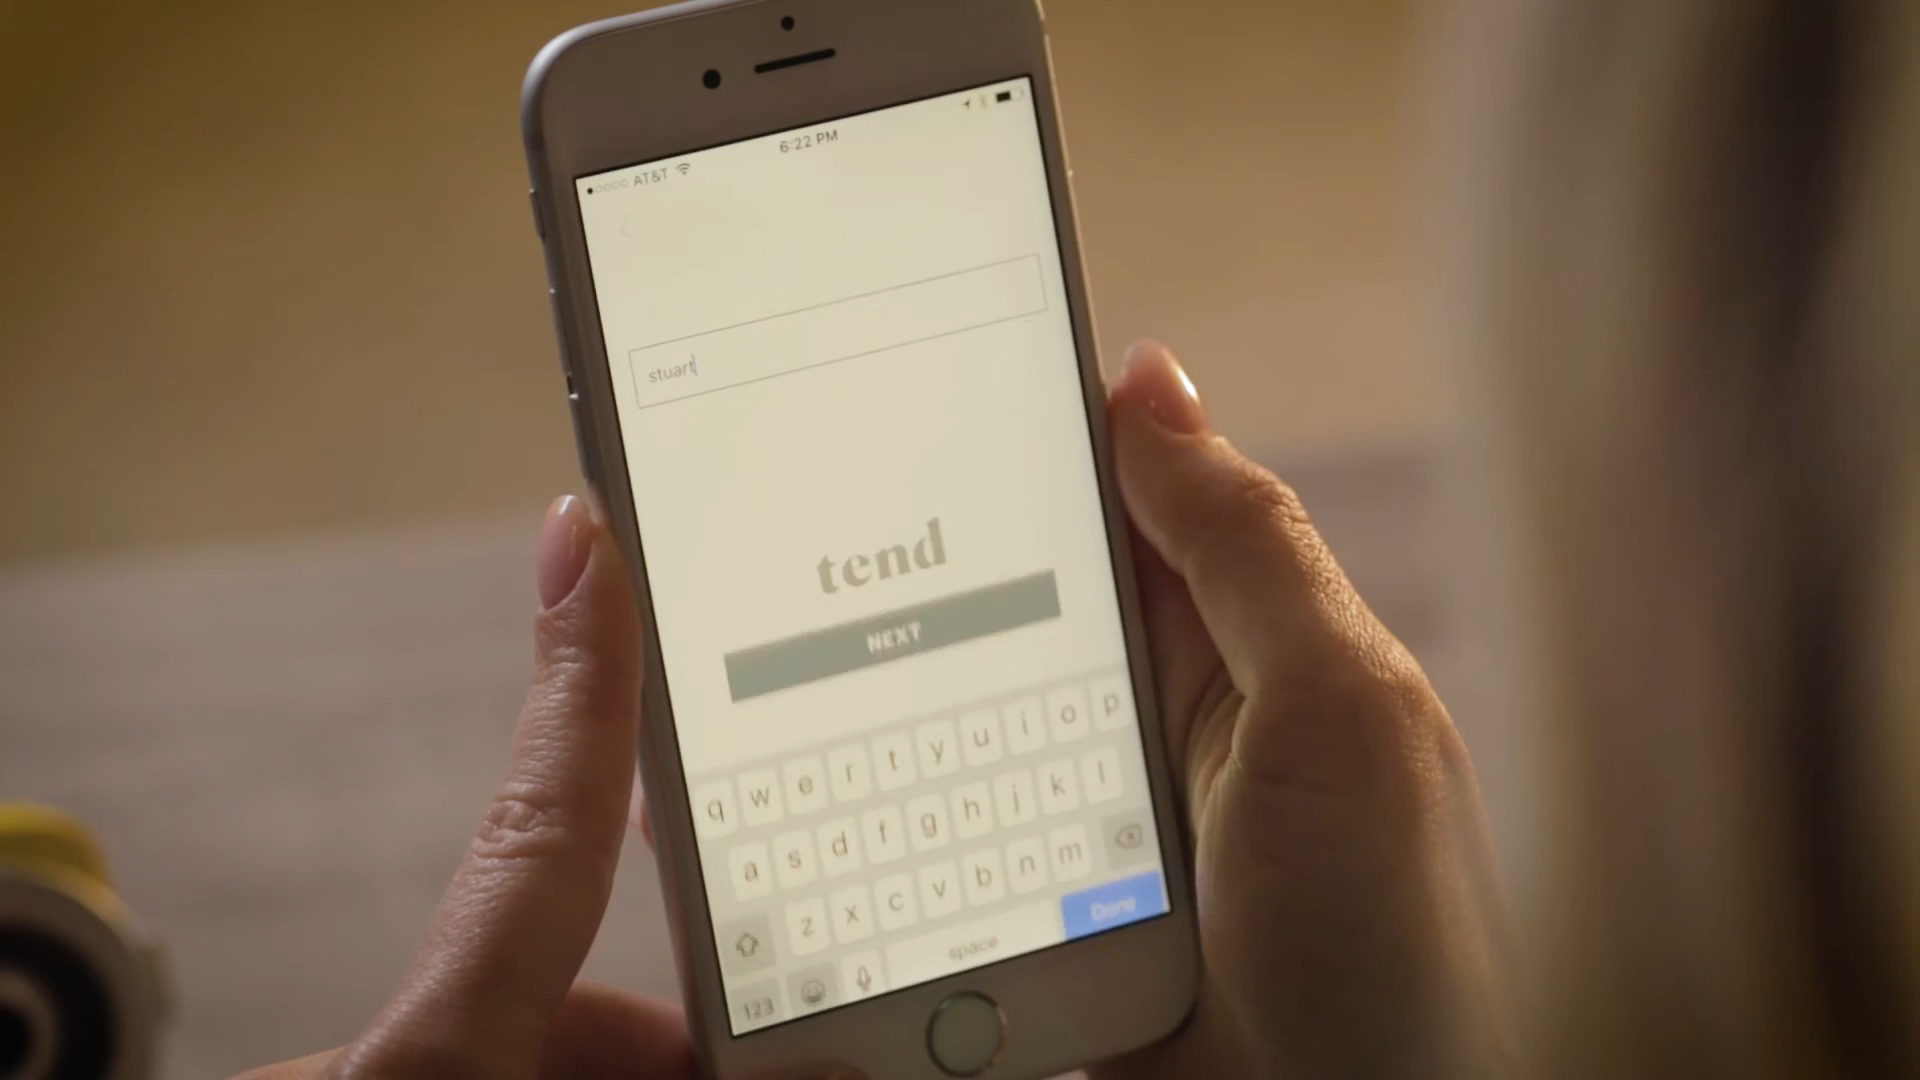 AT&T 6:22 PM
stuart
tend
NEXT
q w e r t y u i o p
a s d f g h j k l
z x c v b n m
123 space Done